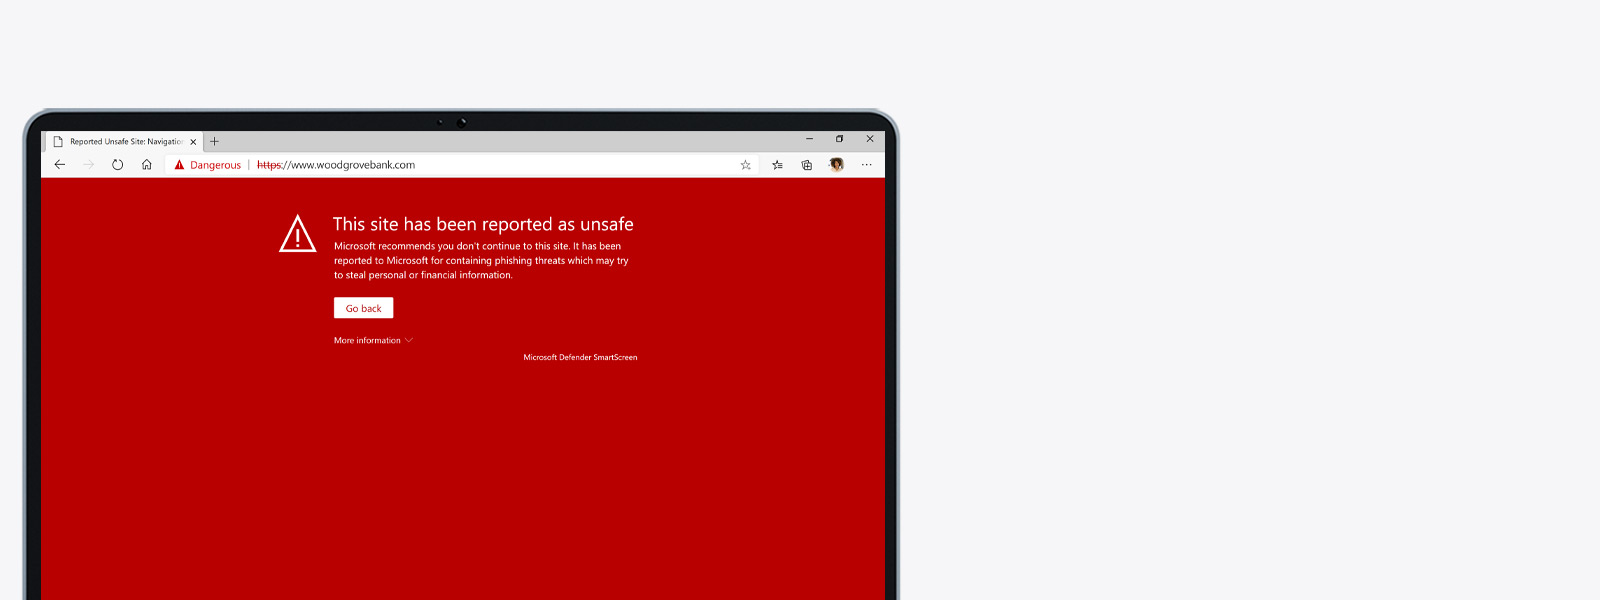 Reported Unsafe Site: Navigatio
Dangerous | https://www.woodgrovebank.com
This site has been reported as unsafe
Microsoft recommends you don't continue to this site. It has been
reported to Microsoft for containing phishing threats which may try
to steal personal or financial information.
Go back
More information
Microsoft Defender SmartScreen